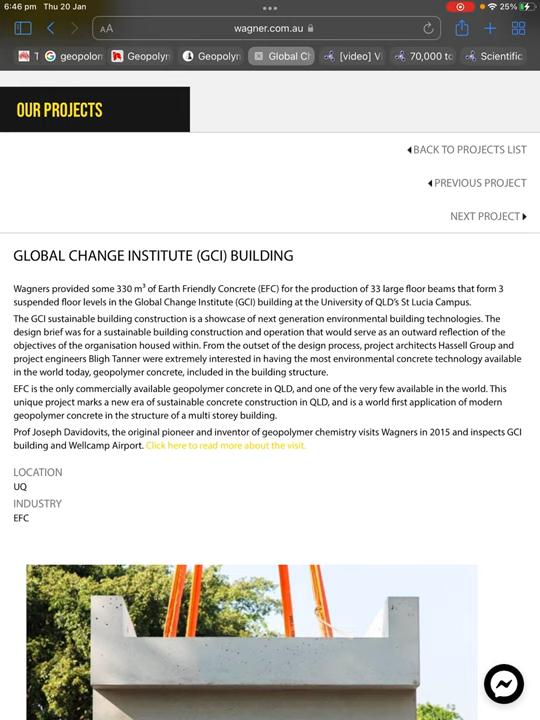 6:46 pm Thu 20 Jan
25%
AA wagner.com.au
T geopolor Geopolyn Geopolyn Global Cl [video] V 70,000 to Scientific
OUR PROJECTS
BACK TO PROJECTS LIST
PREVIOUS PROJECT
NEXT PROJECT
GLOBAL CHANGE INSTITUTE (GCI) BUILDING
Wagners provided some 330 m³ of Earth Friendly Concrete (EFC) for the production of 33 large floor beams that form 3
suspended floor levels in the Global Change Institute (GCI) building at the University of QLD's St Lucia Campus.
The GCI sustainable building construction is a showcase of next generation environmental building technologies. The
design brief was for a sustainable building construction and operation that would serve as an outward reflection of the
objectives of the organisation housed within. From the outset of the design process, project architects Hassell Group and
project engineers Bligh Tanner were extremely interested in having the most environmental concrete technology available
in the world today, geopolymer concrete, included in the building structure.
EFC is the only commercially available geopolymer concrete in QLD, and one of the very few available in the world. This
unique project marks a new era of sustainable concrete construction in QLD, and is a world first application of modern
geopolymer concrete in the structure of a multi storey building.
Prof Joseph Davidovits, the original pioneer and inventor of geopolymer chemistry visits Wagners in 2015 and inspects GCI
building and Wellcamp Airport. Click here to read more about the visit.
LOCATION
UQ
INDUSTRY
EFC